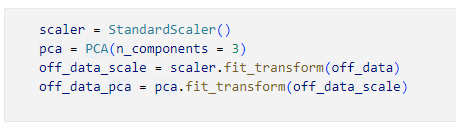 scaler = StandardScaler()
pca = PCA(n_components = 3)
off_data_scale = scaler.fit_transform(off_data)
off_data_pca = pca.fit_transform(off_data_scale)